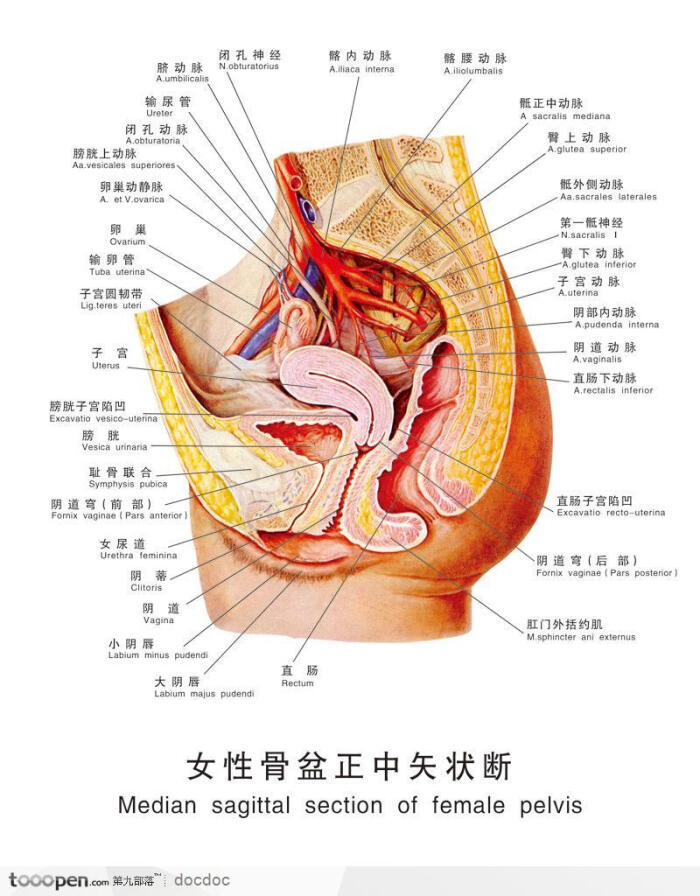 闭孔神经
N.obturatorius
脐动脉
A.umbilicalis
髂内动脉
A.iliaca interna
髂腰动脉
A.iliolumbalis
输尿管
Ureter
骶正中动脉
A sacralis mediana
闭孔动脉
A.obturatoria
臀上动脉
A.glutea superior
膀胱上动脉
Aa.vesicales superiores
卵巢动静脉
A. et V.ovarica
骶外侧动脉
Aa.sacrales laterales
第一骶神经
N.sacralis I
卵巢
Ovarium
臀下动脉
A.glutea inferior
输卵管
Tuba uterina
子宫动脉
A.uterina
子宫圆韧带
Lig.teres uteri
阴部内动脉
A.pudenda interna
子宫
Uterus
阴道动脉
A.vaginalis
直肠下动脉
A.rectalis inferior
膀胱子宫陷凹
Excavatio vesico-uterina
膀胱
Vesica urinaria
耻骨联合
Symphysis pubica
阴道穹(前部)
Fornix vaginae(Pars anterior)
直肠子宫陷凹
Excavatio recto-uterina
女尿道
Urethra feminina
阴道穹(后部)
Fornix vaginae(Pars posterior)
阴蒂
Clitoris
阴道
Vagina
肛门外括约肌
M.sphincter ani externus
小阴唇
Labium minus pudendi
直肠
Rectum
大阴唇
Labium majus pudendi
女性骨盆正中矢状断
Median sagittal section of female pelvis
tooopen.com 第九部落™ docdoc